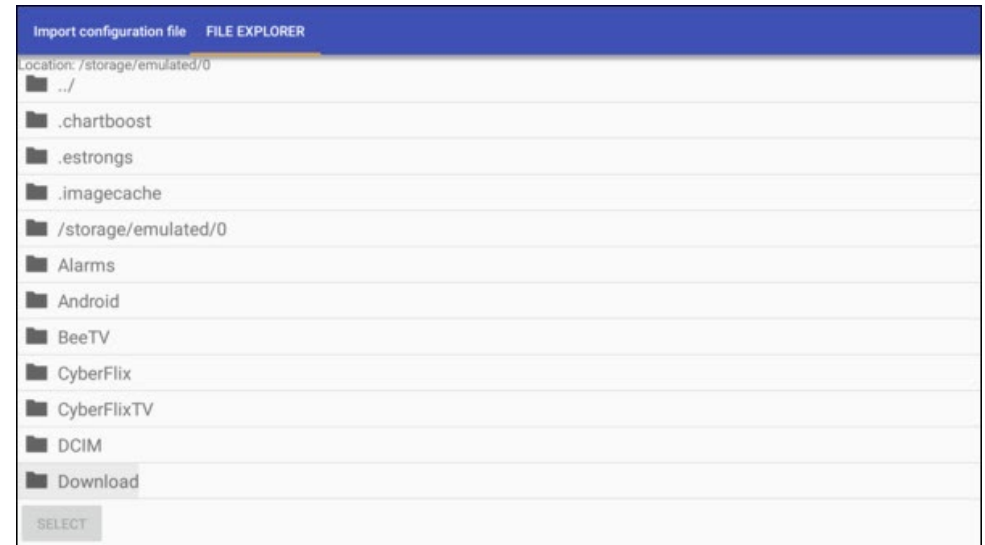 Import configuration file FILE EXPLORER
Location: /storage/emulated/0
../
.chartboost
.estrongs
.imagecache
/storage/emulated/0
Alarms
Android
BeeTV
CyberFlix
CyberFlixTV
DCIM
Download
SELECT